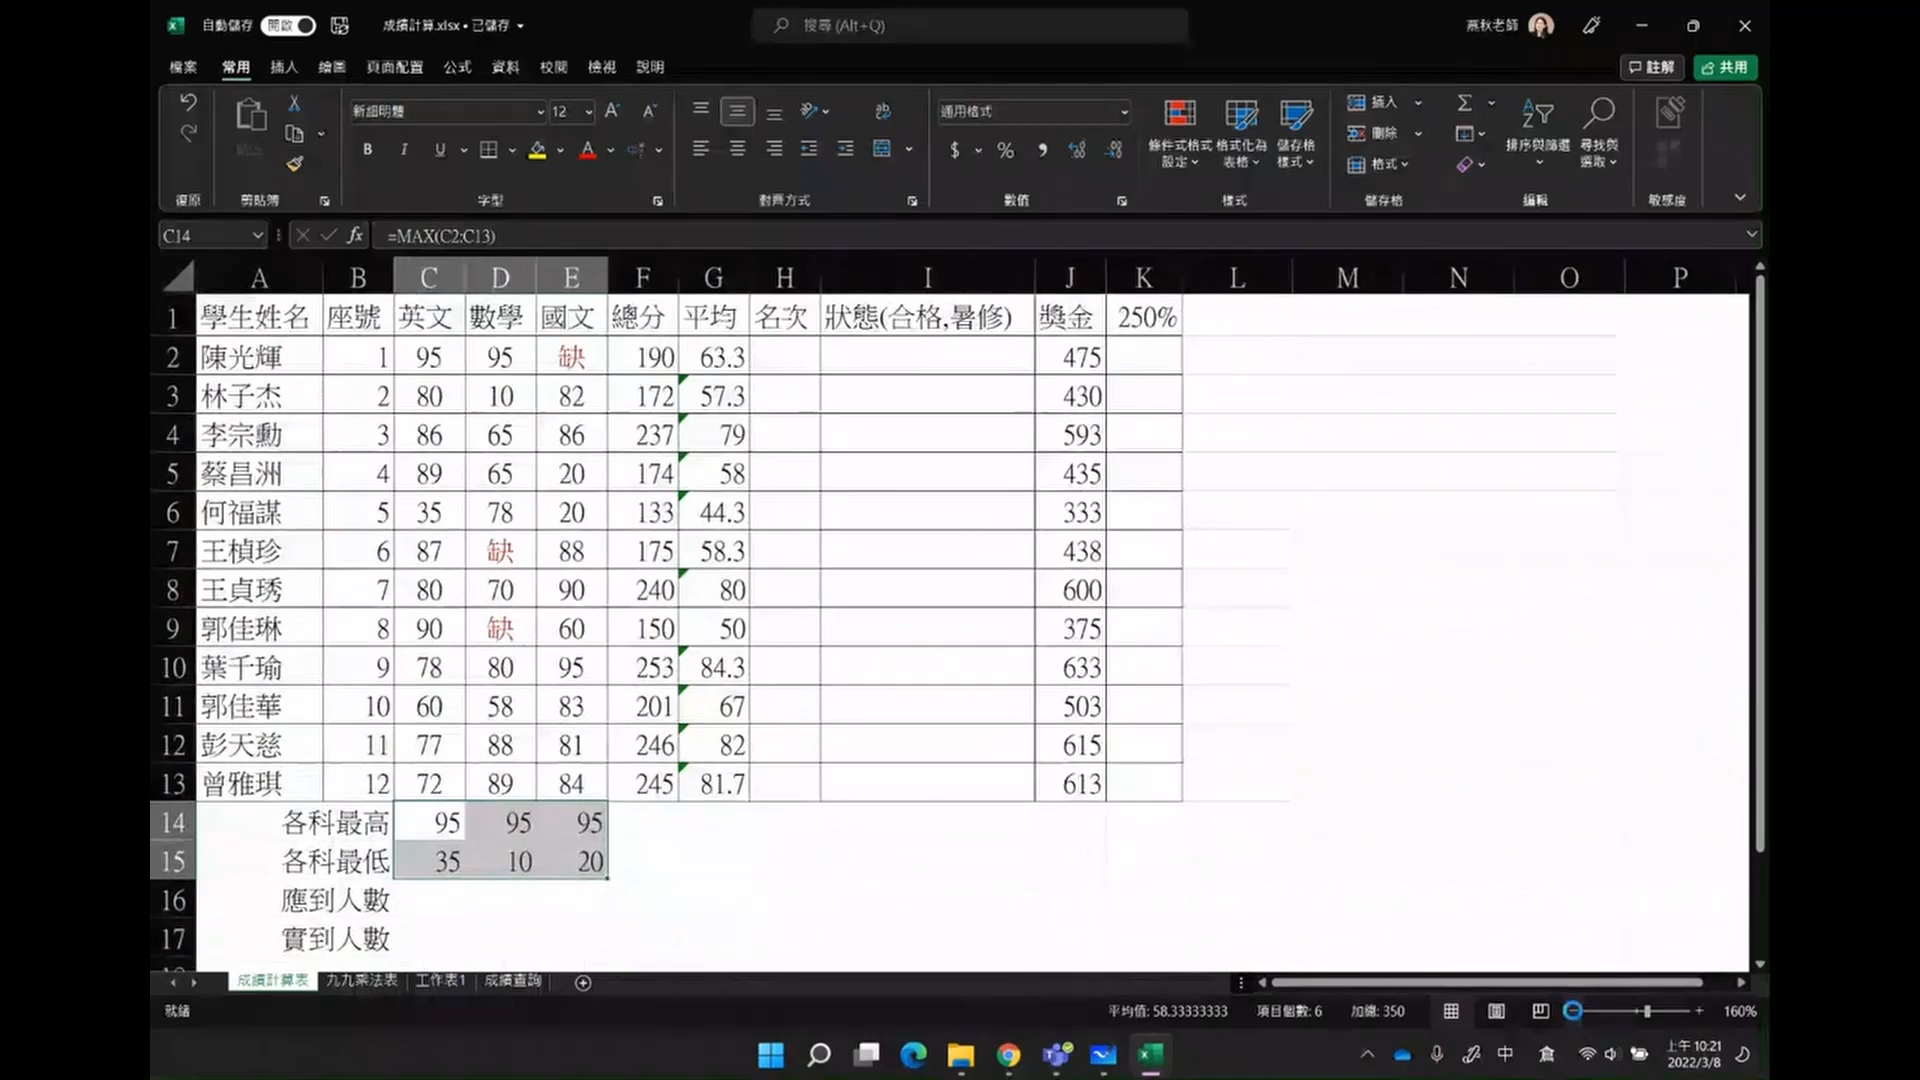 自動儲存 開啟 成績計算.xlsx • 已儲存 搜尋 (Alt+Q) 燕秋老師
檔案 常用 插入 繪圖 頁面配置 公式 資料 校閱 檢視 說明 註解 共用
新細明體 12 通用格式
條件式格式設定 格式化為表格 儲存格樣式 插入 刪除 格式 排序與篩選 尋找與選取
復原 剪貼簿 字型 對齊方式 數值 樣式 儲存格 編輯 敏感度
C14 fx =MAX(C2:C13)
A B C D E F G H I J K L M N O P
1 學生姓名 座號 英文 數學 國文 總分 平均 名次 狀態(合格,暑修) 獎金 250%
2 陳光輝 1 95 95 缺 190 63.3 475
3 林子杰 2 80 10 82 172 57.3 430
4 李宗勳 3 86 65 86 237 79 593
5 蔡昌洲 4 89 65 20 174 58 435
6 何福謀 5 35 78 20 133 44.3 333
7 王楨珍 6 87 缺 88 175 58.3 438
8 王貞琇 7 80 70 90 240 80 600
9 郭佳琳 8 90 缺 60 150 50 375
10 葉千瑜 9 78 80 95 253 84.3 633
11 郭佳華 10 60 58 83 201 67 503
12 彭天慈 11 77 88 81 246 82 615
13 曾雅琪 12 72 89 84 245 81.7 613
14 各科最高 95 95 95
15 各科最低 35 10 20
16 應到人數
17 實到人數
成績計算表 九九乘法表 工作表1 成績查詢
就緒 平均值: 58.33333333 項目個數: 6 加總: 350 160%
中 倉 上午 10:21
2022/3/8